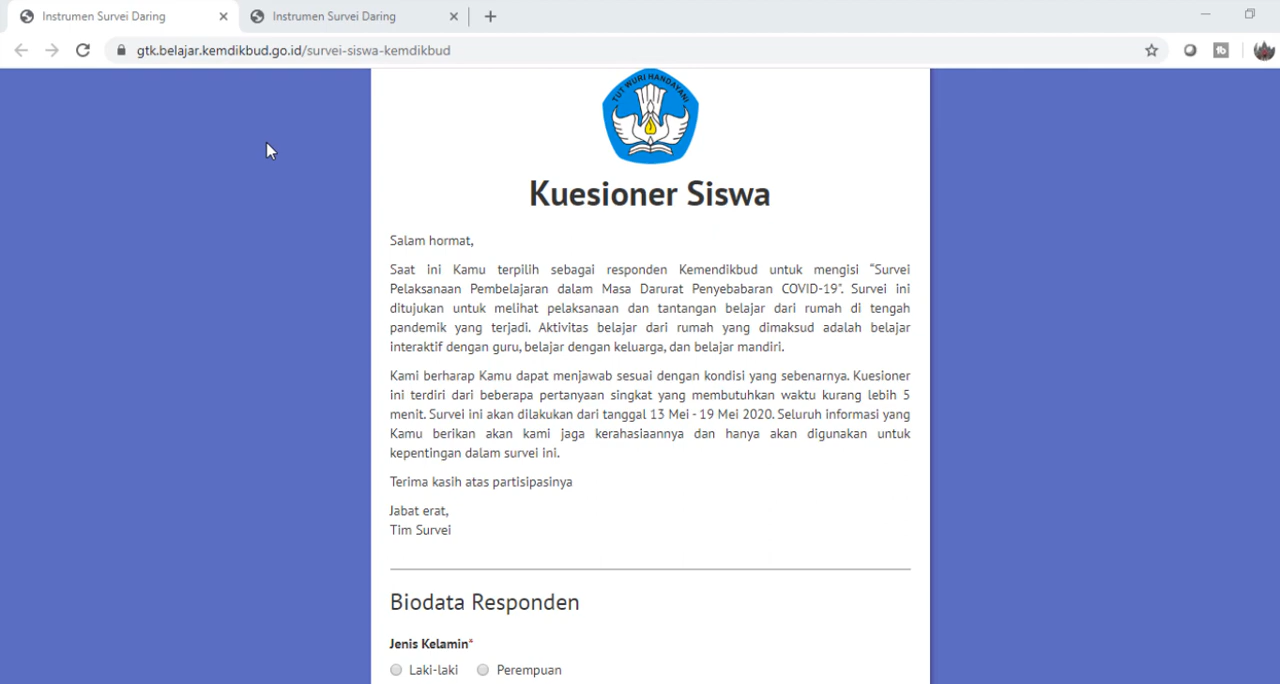 Instrumen Survei Daring
Instrumen Survei Daring
gtk.belajar.kemdikbud.go.id/survei-siswa-kemdikbud
TUT WURI HANDAYANI
Kuesioner Siswa
Salam hormat,
Saat ini Kamu terpilih sebagai responden Kemendikbud untuk mengisi “Survei
Pelaksanaan Pembelajaran dalam Masa Darurat Penyebabaran COVID-19”. Survei ini
ditujukan untuk melihat pelaksanaan dan tantangan belajar dari rumah di tengah
pandemik yang terjadi. Aktivitas belajar dari rumah yang dimaksud adalah belajar
interaktif dengan guru, belajar dengan keluarga, dan belajar mandiri.
Kami berharap Kamu dapat menjawab sesuai dengan kondisi yang sebenarnya. Kuesioner
ini terdiri dari beberapa pertanyaan singkat yang membutuhkan waktu kurang lebih 5
menit. Survei ini akan dilakukan dari tanggal 13 Mei - 19 Mei 2020. Seluruh informasi yang
Kamu berikan akan kami jaga kerahasiaannya dan hanya akan digunakan untuk
kepentingan dalam survei ini.
Terima kasih atas partisipasinya
Jabat erat,
Tim Survei
Biodata Responden
Jenis Kelamin*
Laki-laki Perempuan